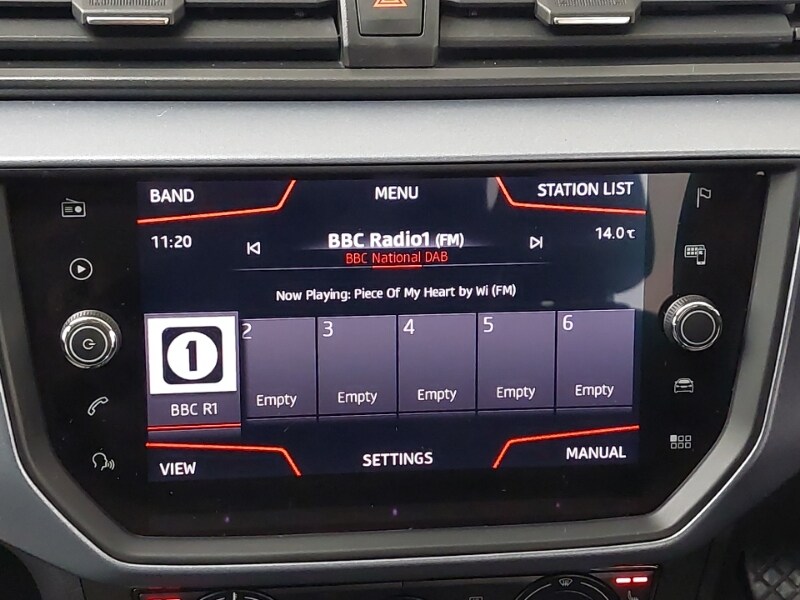 BAND
MENU
STATION LIST
11:20
BBC Radio1 (FM)
14.0℃
BBC National DAB
Now Playing: Piece Of My Heart by Wi (FM)
1
2
3
4
5
6
BBC R1
Empty
Empty
Empty
Empty
Empty
VIEW
SETTINGS
MANUAL